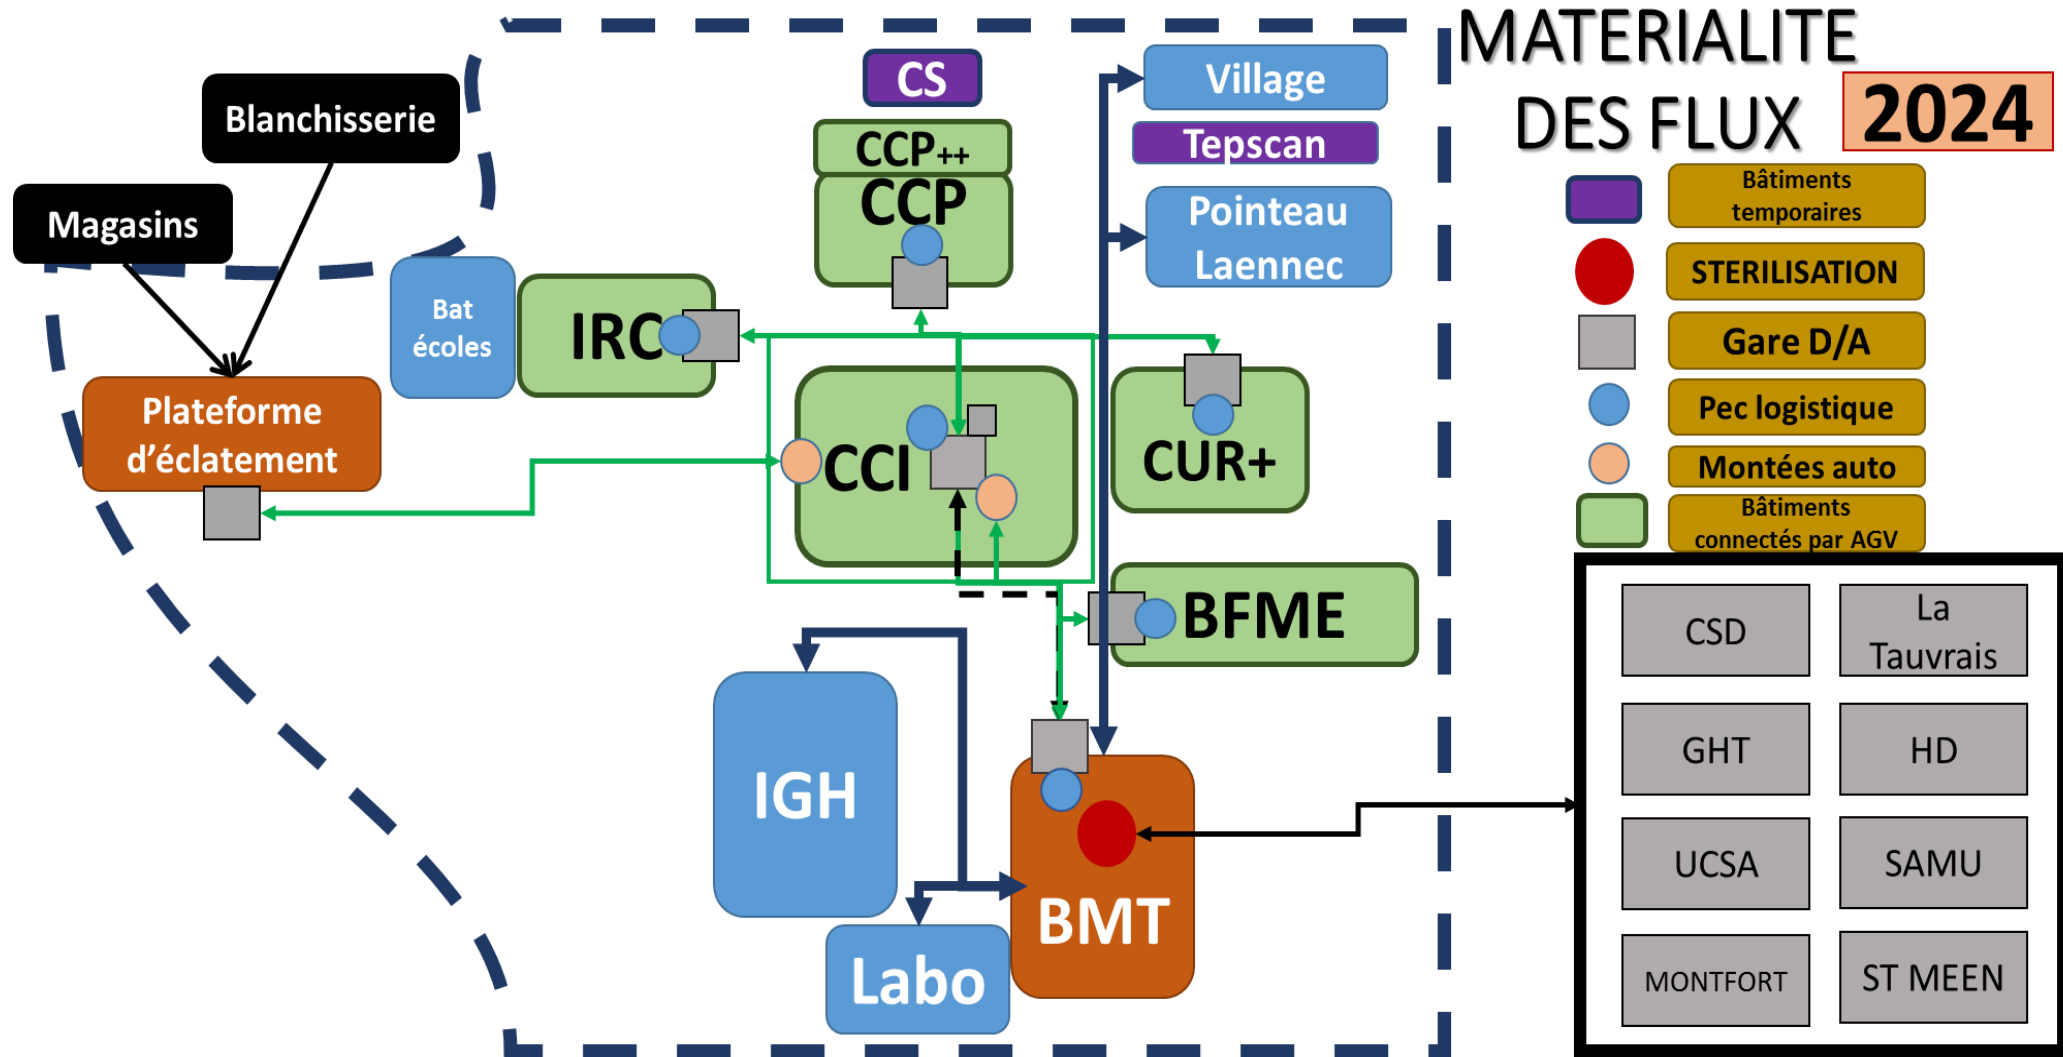 MATERIALITE
DES FLUX
2024
CS
Village
Blanchisserie
CCP++
Tepscan
CCP
Magasins
Pointeau
Laennec
Bat
écoles
IRC
Plateforme
d’éclatement
CCI
CUR+
BFME
IGH
BMT
Labo
Bâtiments
temporaires
STERILISATION
Gare D/A
Pec logistique
Montées auto
Bâtiments
connectés par AGV
CSD
La
Tauvrais
GHT
HD
UCSA
SAMU
MONTFORT
ST MEEN